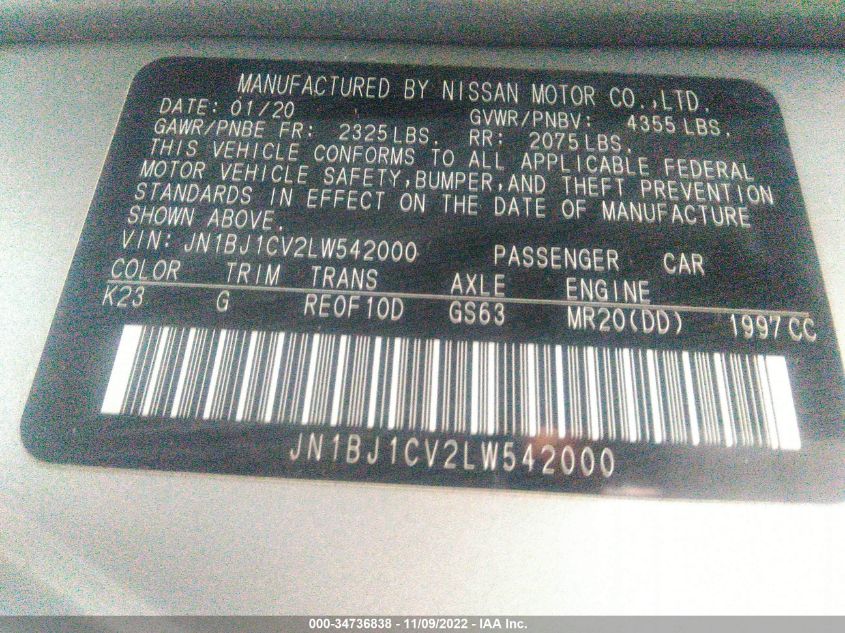 MANUFACTURED BY NISSAN MOTOR CO.,LTD.
DATE: 01/20 GVWR/PNBV: 4355 LBS.
GAWR/PNBE FR: 2325 LBS. RR: 2075 LBS.
THIS VEHICLE CONFORMS TO ALL APPLICABLE FEDERAL
MOTOR VEHICLE SAFETY, BUMPER, AND THEFT PREVENTION
STANDARDS IN EFFECT ON THE DATE OF MANUFACTURE
SHOWN ABOVE.
VIN: JN1BJ1CV2LW542000 PASSENGER CAR
COLOR TRIM TRANS AXLE ENGINE
K23 G RE0F10D GS63 MR20(DD) 1997 CC
JN1BJ1CV2LW542000
000-34736838 - 11/09/2022 - IAA Inc.